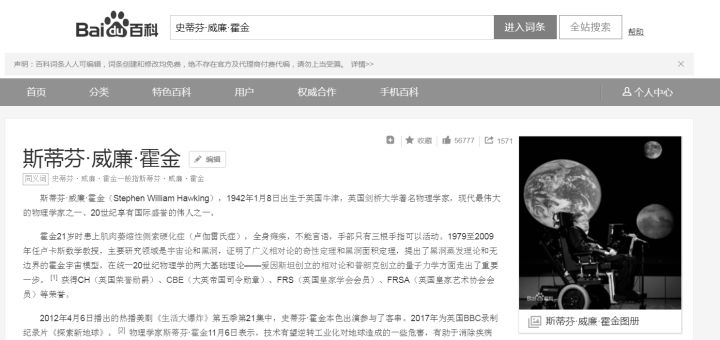 Baidu百科
史蒂芬·威廉·霍金
进入词条
全站搜索
帮助
声明：百科词条人人可编辑，词条创建和修改均免费，绝不存在官方及代理商付费代编，请勿上当受骗。 详情>>
首页
分类
特色百科
用户
权威合作
手机百科
个人中心
收藏
56777
1571
斯蒂芬·威廉·霍金
编辑
同义词
史蒂芬·威廉·霍金一般指斯蒂芬·威廉·霍金
斯蒂芬·威廉·霍金（Stephen William Hawking），1942年1月8日出生于英国牛津，英国剑桥大学著名物理学家，现代最伟大
的物理学家之一、20世纪享有国际盛誉的伟人之一。
霍金21岁时患上肌肉萎缩性侧索硬化症（卢伽雷氏症），全身瘫痪，不能言语，手部只有三根手指可以活动。1979至2009
年任卢卡斯数学教授，主要研究领域是宇宙论和黑洞，证明了广义相对论的奇性定理和黑洞面积定理，提出了黑洞蒸发理论和无
边界的霍金宇宙模型，在统一20世纪物理学的两大基础理论——爱因斯坦创立的相对论和普朗克创立的量子力学方面走出了重要
一步。[1] 获得CH（英国荣誉勋爵）、CBE（大英帝国司令勋章）、FRS（英国皇家学会会员）、FRSA（英国皇家艺术协会会
员）等荣誉。
2012年4月6日播出的热播美剧《生活大爆炸》第五季第21集中，史蒂芬·霍金本色出演参与了客串。2017年为英国BBC录制
纪录片《探索新地球》。[2] 物理学家斯蒂芬·霍金11月6日表示，技术有望逆转工业化对地球造成的一些危害，有助于消除疾病
Baidu百科
斯蒂芬·威廉·霍金图册